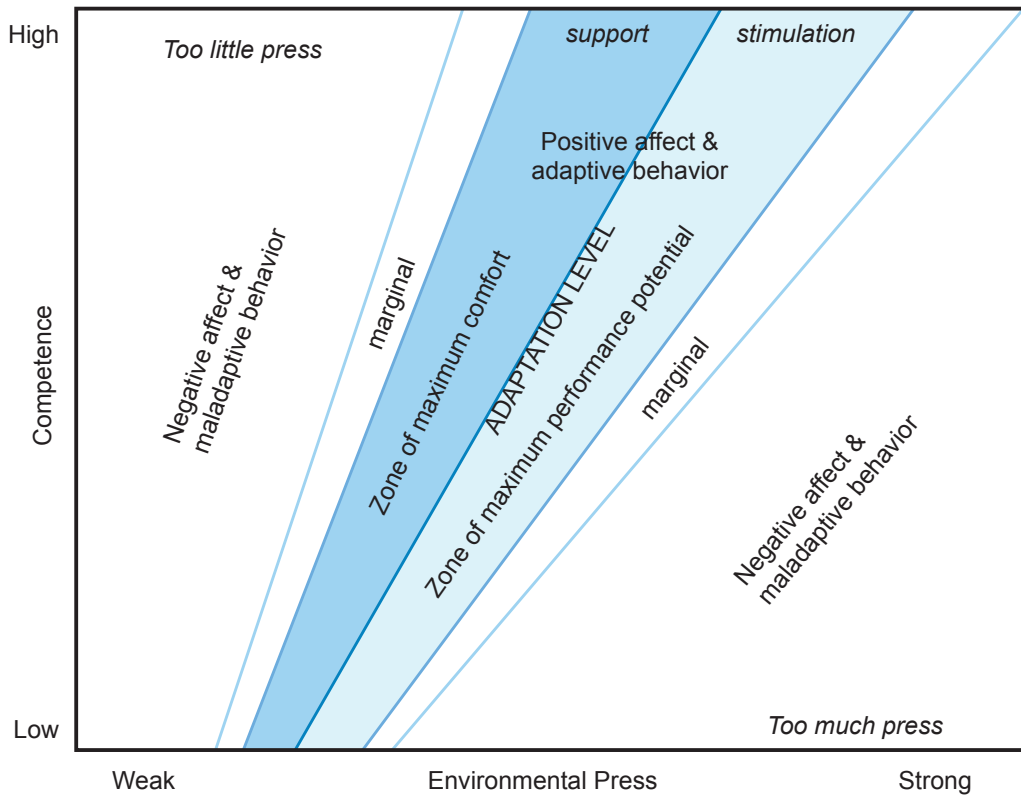 High
Too little press
support
stimulation
Positive affect &
adaptive behavior
Negative affect &
maladaptive behavior
marginal
Zone of maximum comfort
ADAPTATION LEVEL
Zone of maximum performance potential
marginal
Negative affect &
maladaptive behavior
Competence
Low
Too much press
Weak
Environmental Press
Strong